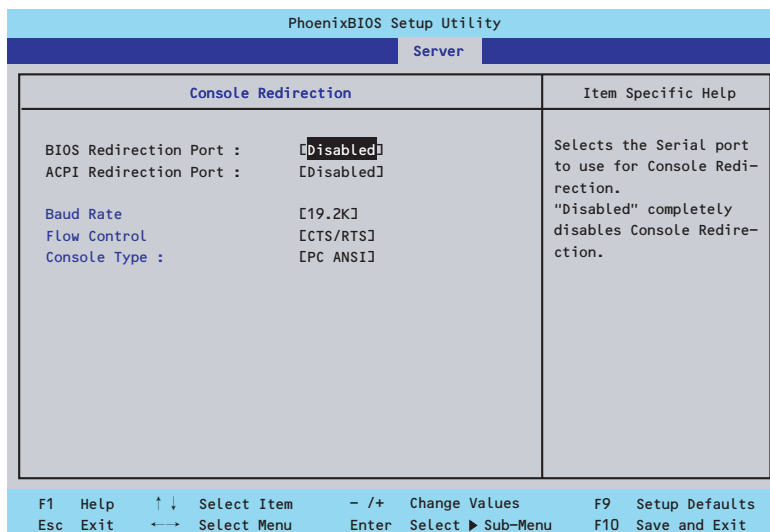 PhoenixBIOS Setup Utility
Server
Console Redirection
Item Specific Help
BIOS Redirection Port : [Disabled]
ACPI Redirection Port : [Disabled]
Baud Rate [19.2K]
Flow Control [CTS/RTS]
Console Type : [PC ANSI]
Selects the Serial port
to use for Console Redi-
rection.
"Disabled" completely
disables Console Redire-
ction.
F1 Help ↑↓ Select Item - /+ Change Values F9 Setup Defaults
Esc Exit ←→ Select Menu Enter Select ▶ Sub-Menu F10 Save and Exit